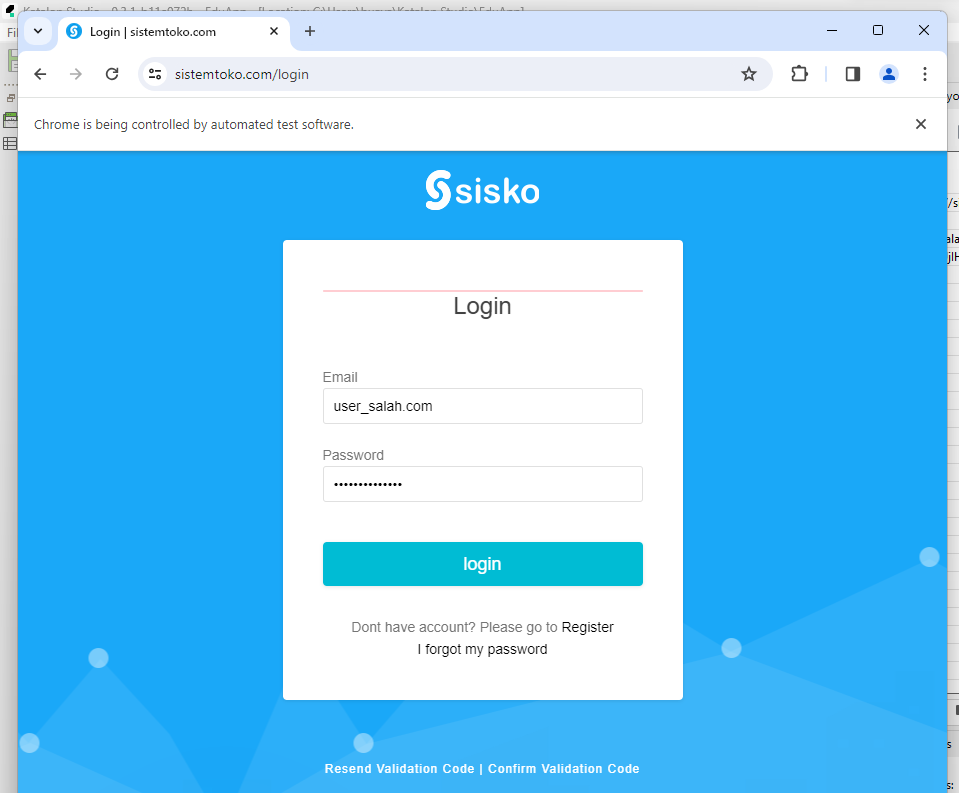 Login | sistemtoko.com
sistemtoko.com/login
Chrome is being controlled by automated test software.
sisko
Login
Email
user_salah.com
Password
••••••••••••••
login
Dont have account? Please go to Register
I forgot my password
Resend Validation Code | Confirm Validation Code